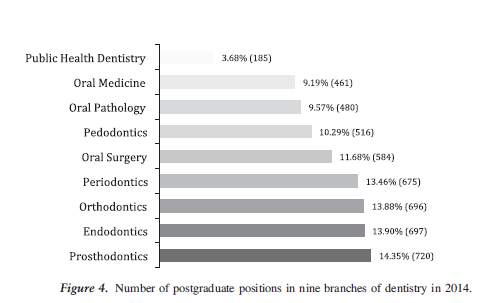 Public Health Dentistry 3.68% (185)
Oral Medicine 9.19% (461)
Oral Pathology 9.57% (480)
Pedodontics 10.29% (516)
Oral Surgery 11.68% (584)
Periodontics 13.46% (675)
Orthodontics 13.88% (696)
Endodontics 13.90% (697)
Prosthodontics 14.35% (720)
Figure 4. Number of postgraduate positions in nine branches of dentistry in 2014.